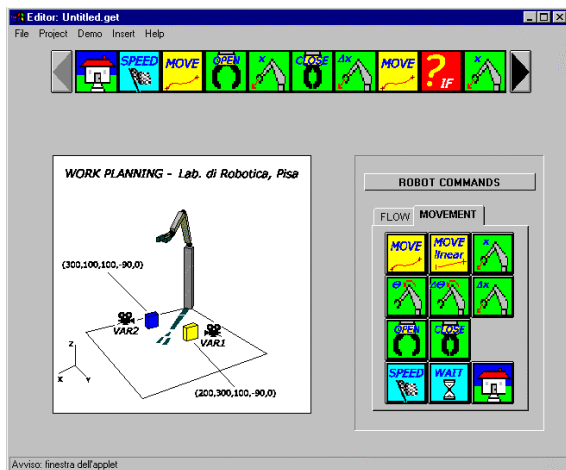 Editor: Untitled.get
File Project Demo Insert Help
SPEED MOVE OPEN x CLOSE Δx MOVE ? IF x
WORK PLANNING - Lab. di Robotica, Pisa
{300,100,100,-90,0}
VAR2 VAR1
Z
X Y
{200,300,100,-90,0}
ROBOT COMMANDS
FLOW MOVEMENT
MOVE MOVE linear x
Θ ΔΘ Δx
OPEN CLOSE
SPEED WAIT
Avviso: finestra dell'applet